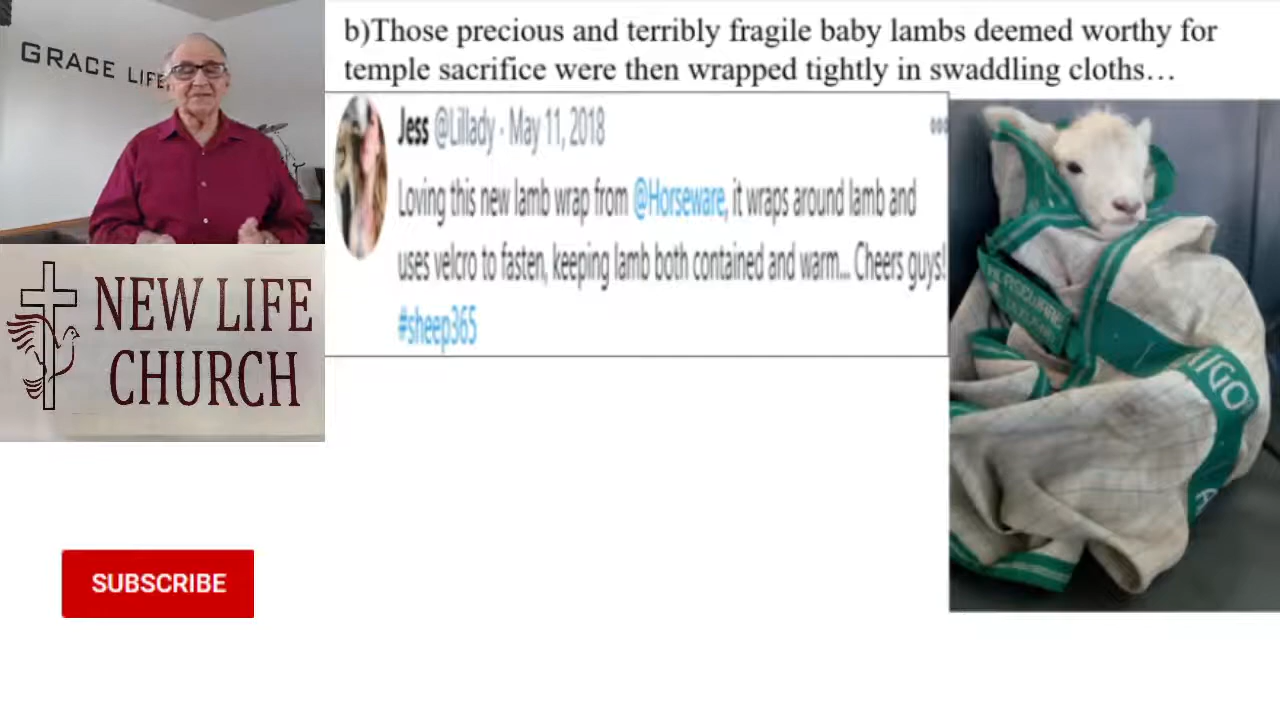 GRACE LIFE
b)Those precious and terribly fragile baby lambs deemed worthy for
temple sacrifice were then wrapped tightly in swaddling cloths…
Jess @Lillady · May 11, 2018
Loving this new lamb wrap from @Horseware, it wraps around lamb and
uses velcro to fasten, keeping lamb both contained and warm... Cheers guys!
#sheep365
NEW LIFE
CHURCH
HORSEWARE
IGO
SUBSCRIBE